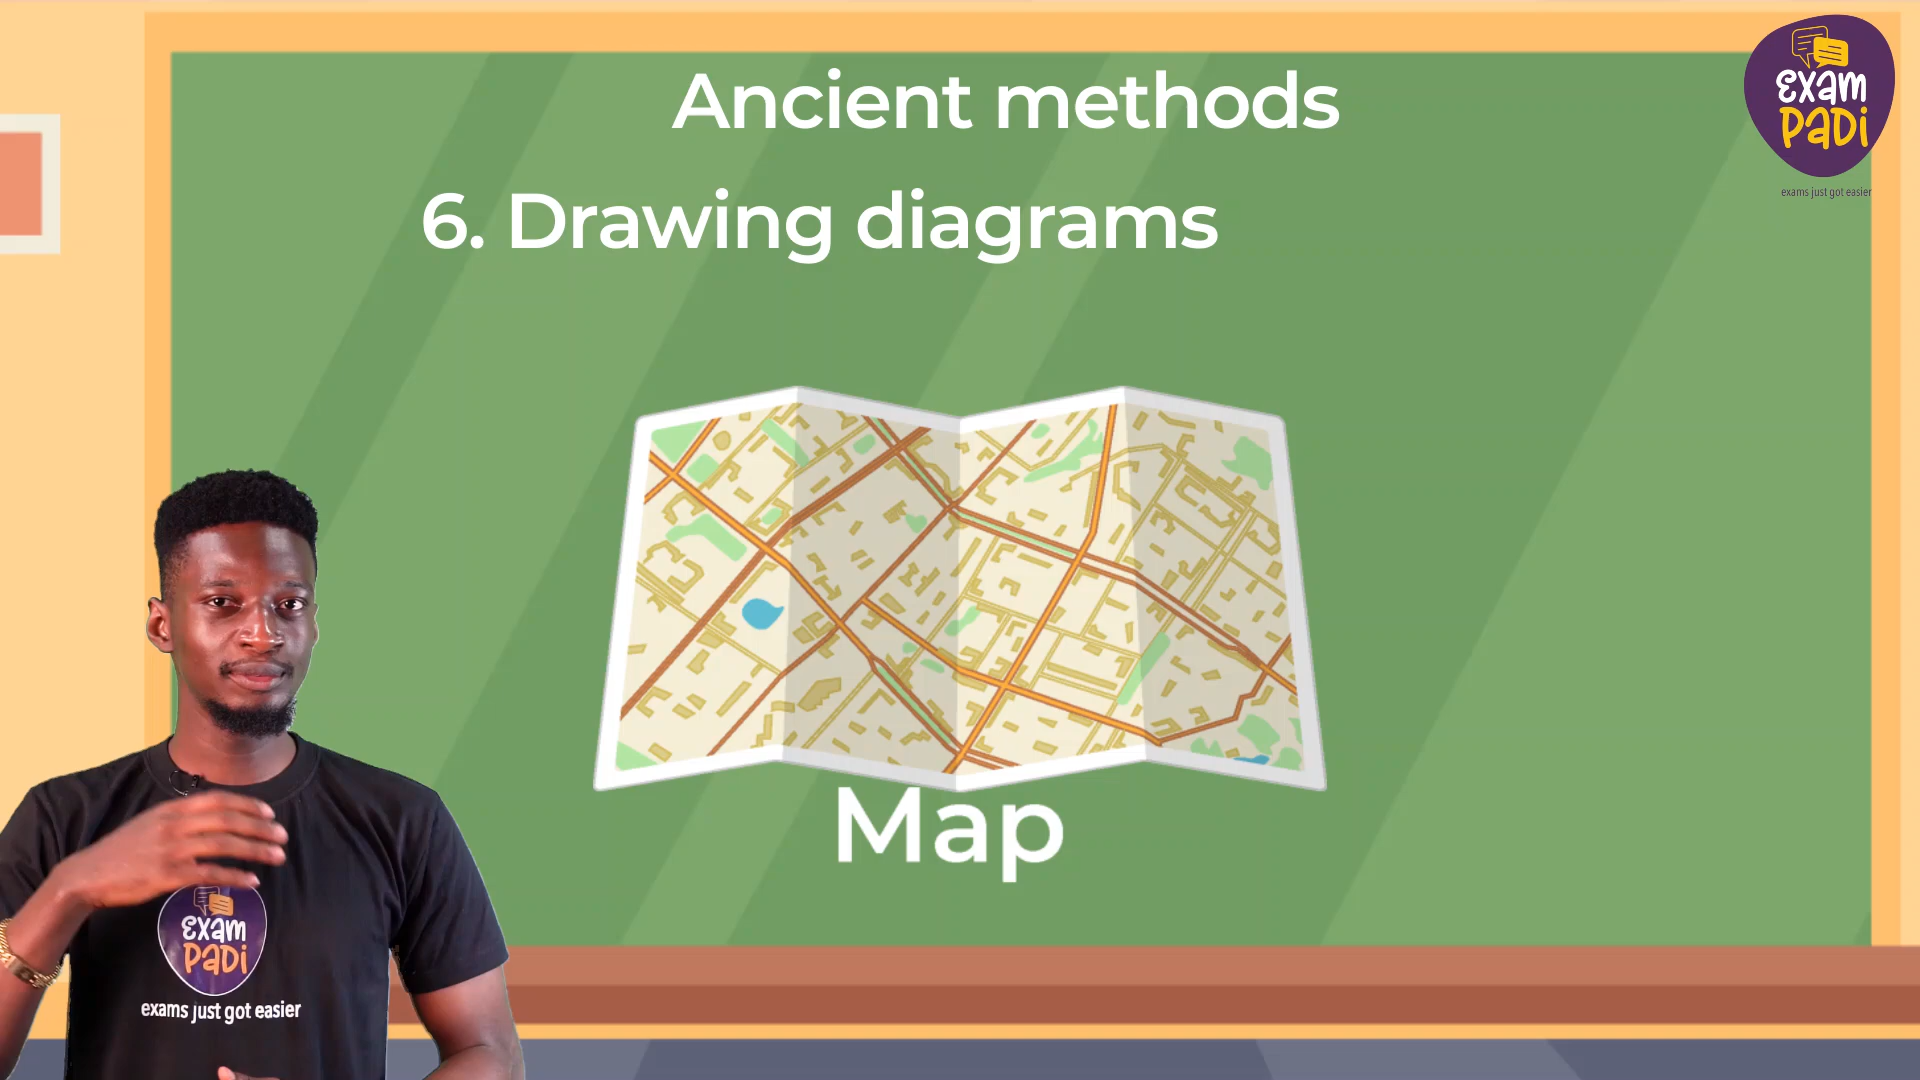 Ancient methods
6. Drawing diagrams
Map
exam
padi
exams just got easier
exam
padi
exams just got easier